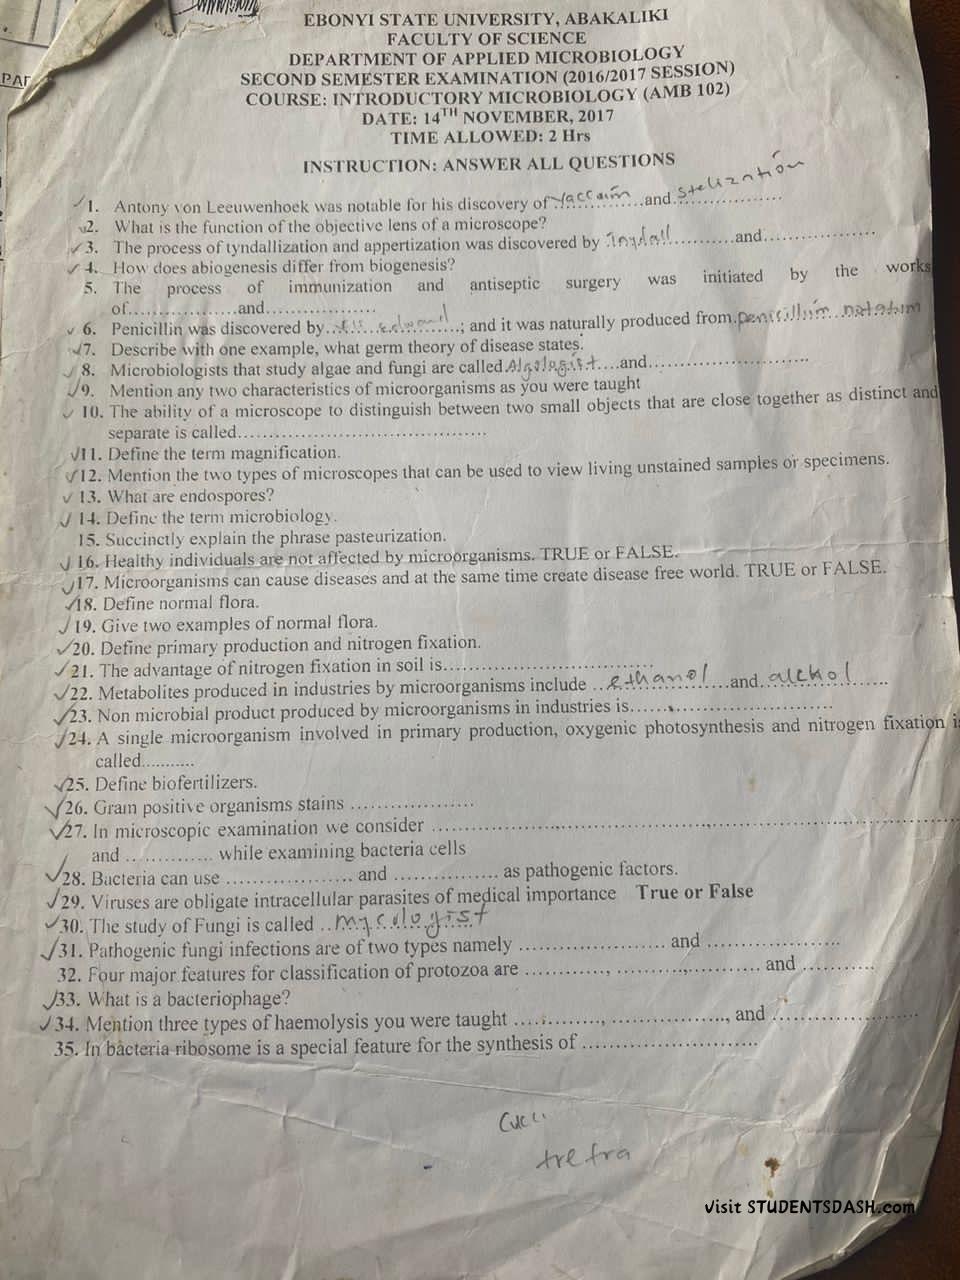 EBONYI STATE UNIVERSITY, ABAKALIKI
FACULTY OF SCIENCE
DEPARTMENT OF APPLIED MICROBIOLOGY
SECOND SEMESTER EXAMINATION (2016/2017 SESSION)
COURSE: INTRODUCTORY MICROBIOLOGY (AMB 102)
DATE: 14TH NOVEMBER, 2017
TIME ALLOWED: 2 Hrs
INSTRUCTION: ANSWER ALL QUESTIONS
1. Antony von Leeuwenhoek was notable for his discovery of ............and..................
2. What is the function of the objective lens of a microscope?
3. The process of tyndallization and appertization was discovered by ............and..................
4. How does abiogenesis differ from biogenesis?
5. The process of immunization and antiseptic surgery was initiated by the works
of..................and..................
6. Penicillin was discovered by..................; and it was naturally produced from penicillium notatum
7. Describe with one example, what germ theory of disease states.
8. Microbiologists that study algae and fungi are called Algologist....and..........................
9. Mention any two characteristics of microorganisms as you were taught
10. The ability of a microscope to distinguish between two small objects that are close together as distinct and
separate is called.......................................
11. Define the term magnification.
12. Mention the two types of microscopes that can be used to view living unstained samples or specimens.
13. What are endospores?
14. Define the term microbiology.
15. Succinctly explain the phrase pasteurization.
16. Healthy individuals are not affected by microorganisms. TRUE or FALSE.
17. Microorganisms can cause diseases and at the same time create disease free world. TRUE or FALSE.
18. Define normal flora.
19. Give two examples of normal flora.
20. Define primary production and nitrogen fixation.
21. The advantage of nitrogen fixation in soil is.................................
22. Metabolites produced in industries by microorganisms include ..ethanol....and alchol......
23. Non microbial product produced by microorganisms in industries is.................................
24. A single microorganism involved in primary production, oxygenic photosynthesis and nitrogen fixation is
called..........
25. Define biofertilizers.
26. Gram positive organisms stains ...................
27. In microscopic examination we consider ....................,......................,..................
and .............. while examining bacteria cells
28. Bacteria can use .................... and ................ as pathogenic factors.
29. Viruses are obligate intracellular parasites of medical importance True or False
30. The study of Fungi is called ..mycologist
31. Pathogenic fungi infections are of two types namely ...................... and ....................
32. Four major features for classification of protozoa are ............, ............,............ and ...........
33. What is a bacteriophage?
34. Mention three types of haemolysis you were taught .............., .................., and ......................
35. In bacteria ribosome is a special feature for the synthesis of ...........................
tretra
visit STUDENTSDASH.com